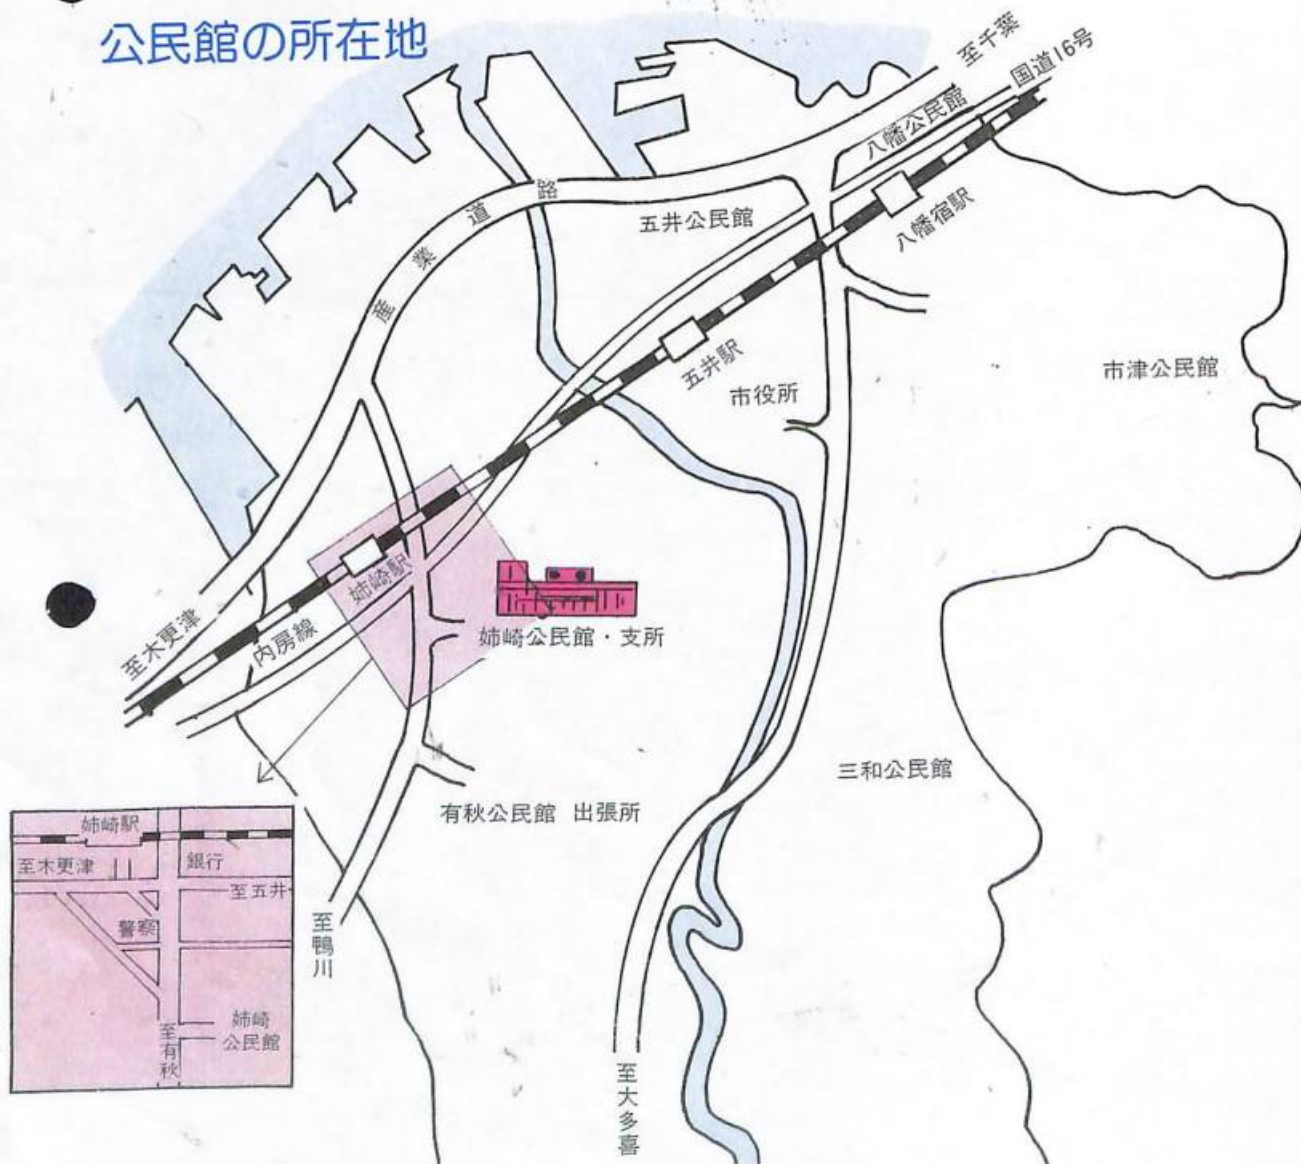 公民館の所在地
至千葉
国道16号
八幡公民館
八幡宿駅
五井公民館
産業道路
五井駅
市役所
市津公民館
姉崎駅
姉崎公民館・支所
至木更津
内房線
三和公民館
有秋公民館 出張所
至鴨川
至大多喜
姉崎駅
至木更津
銀行
至五井
警察
姉崎
公民館
至有秋